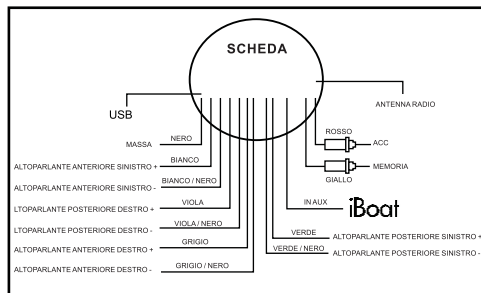 SCHEDA
USB
ANTENNA RADIO
MASSA
NERO
ROSSO
ACC
ALTOPARLANTE ANTERIORE SINISTRO +
BIANCO
GIALLO
MEMORIA
ALTOPARLANTE ANTERIORE SINISTRO -
BIANCO / NERO
LTOPARLANTE POSTERIORE DESTRO +
VIOLA
IN AUX
iBoat
LTOPARLANTE POSTERIORE DESTRO -
VIOLA / NERO
VERDE
ALTOPARLANTE POSTERIORE SINISTRO +
ALTOPARLANTE ANTERIORE DESTRO +
GRIGIO
VERDE / NERO
ALTOPARLANTE POSTERIORE SINISTRO -
ALTOPARLANTE ANTERIORE DESTRO -
GRIGIO / NERO